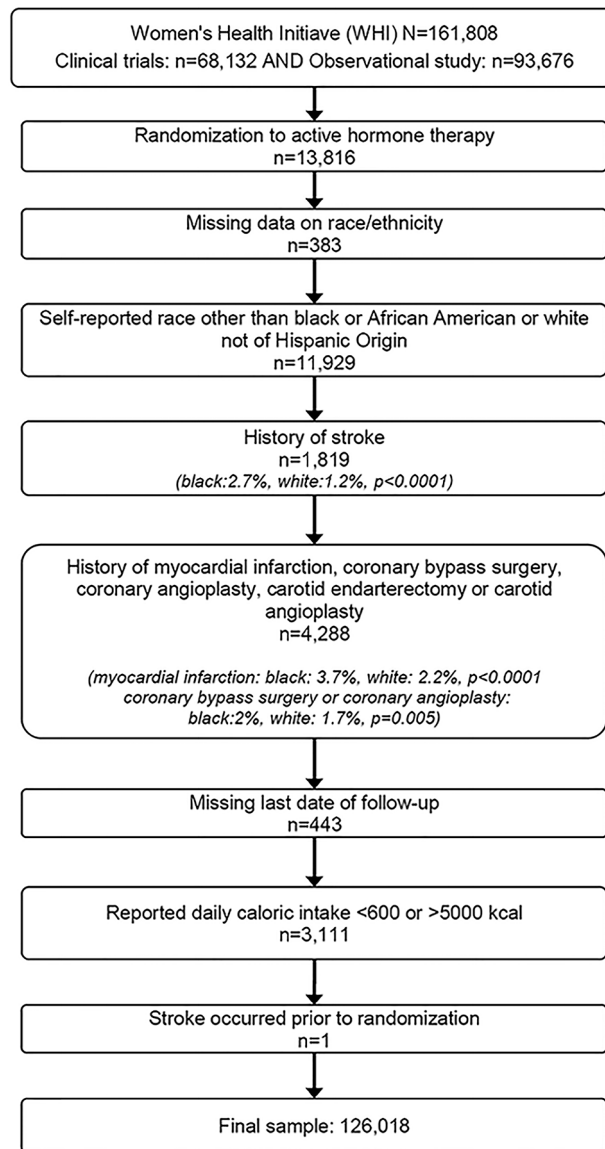 Women's Health Initiave (WHI) N=161,808
Clinical trials: n=68,132 AND Observational study: n=93,676
Randomization to active hormone therapy
n=13,816
Missing data on race/ethnicity
n=383
Self-reported race other than black or African American or white
not of Hispanic Origin
n=11,929
History of stroke
n=1,819
(black:2.7%, white:1.2%, p<0.0001)
History of myocardial infarction, coronary bypass surgery,
coronary angioplasty, carotid endarterectomy or carotid
angioplasty
n=4,288
(myocardial infarction: black: 3.7%, white: 2.2%, p<0.0001
coronary bypass surgery or coronary angioplasty:
black:2%, white: 1.7%, p=0.005)
Missing last date of follow-up
n=443
Reported daily caloric intake <600 or >5000 kcal
n=3,111
Stroke occurred prior to randomization
n=1
Final sample: 126,018